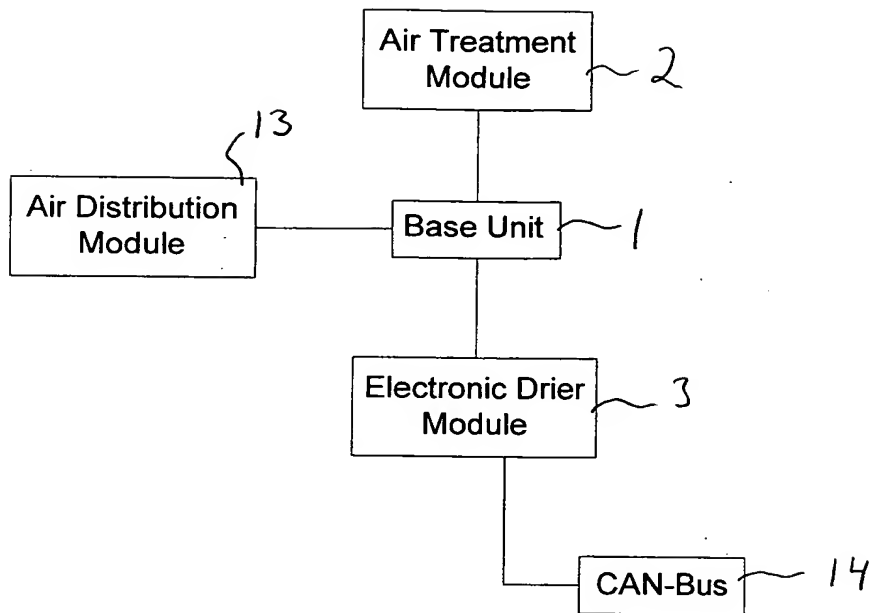 Air Treatment
Module
2
13
Air Distribution
Module
Base Unit
1
Electronic Drier
Module
3
CAN-Bus
14